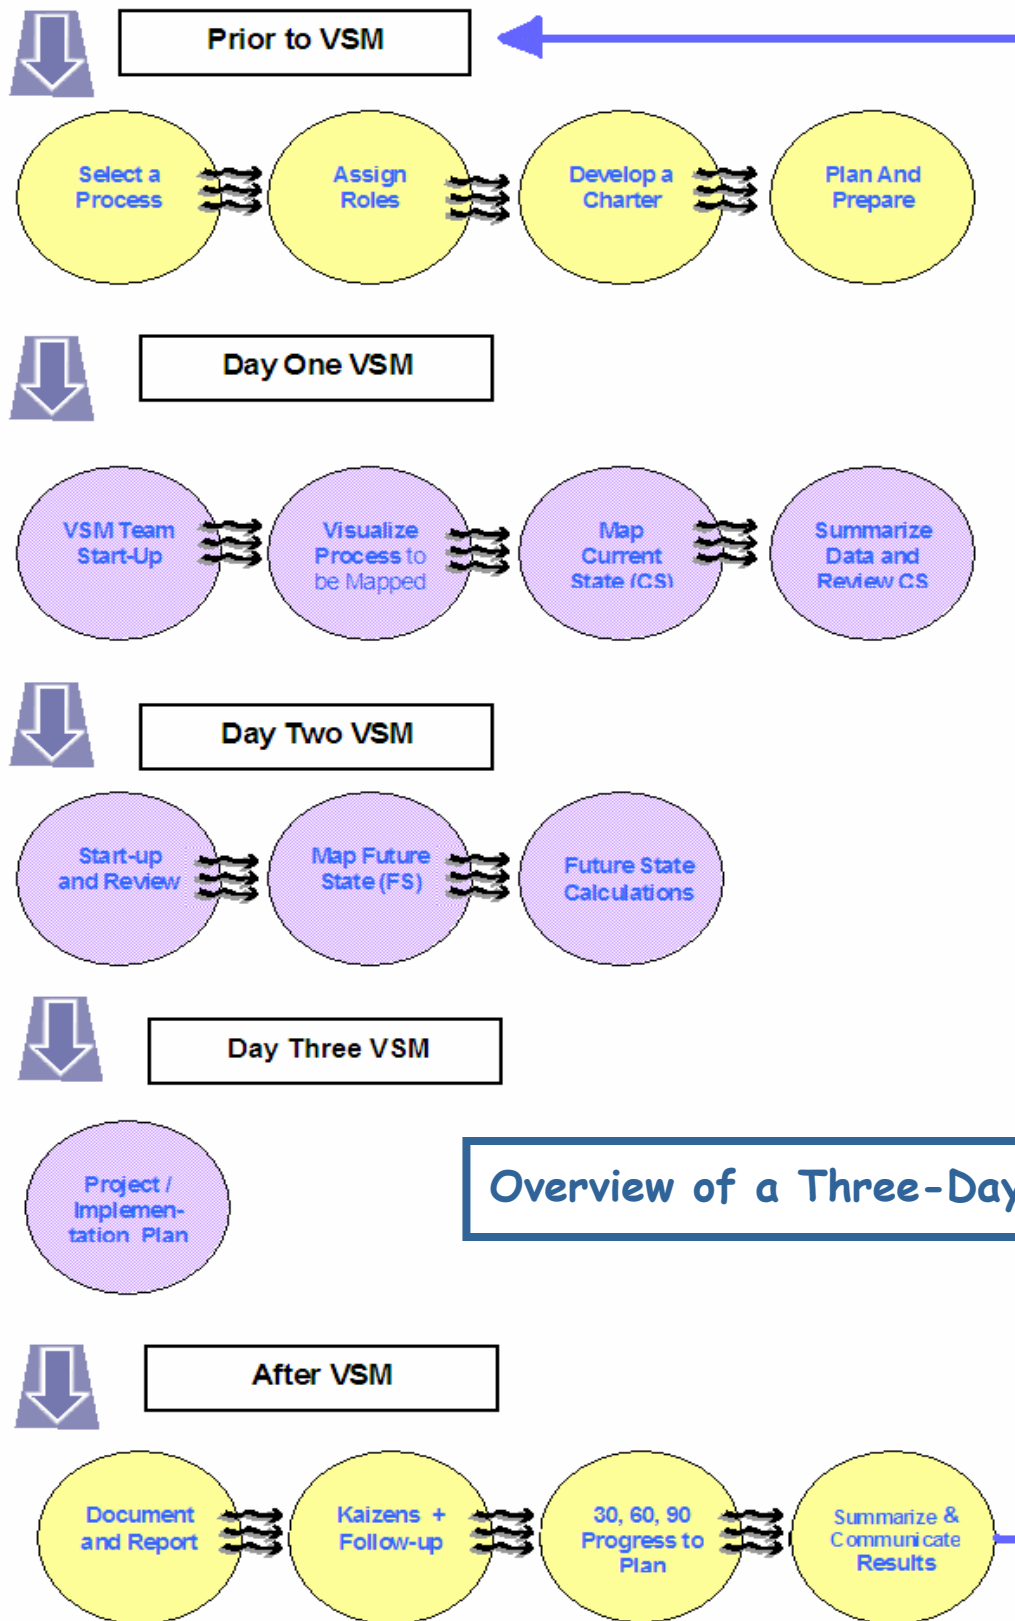 Prior to VSM
Select a
Process
Assign
Roles
Develop a
Charter
Plan And
Prepare
Day One VSM
VSM Team
Start-Up
Visualize
Process to
be Mapped
Map
Current
State (CS)
Summarize
Data and
Review CS
Day Two VSM
Start-up
and Review
Map Future
State (FS)
Future State
Calculations
Day Three VSM
Project /
Implemen-
tation Plan
Overview of a Three-Day
After VSM
Document
and Report
Kaizens +
Follow-up
30, 60, 90
Progress to
Plan
Summarize &
Communicate
Results